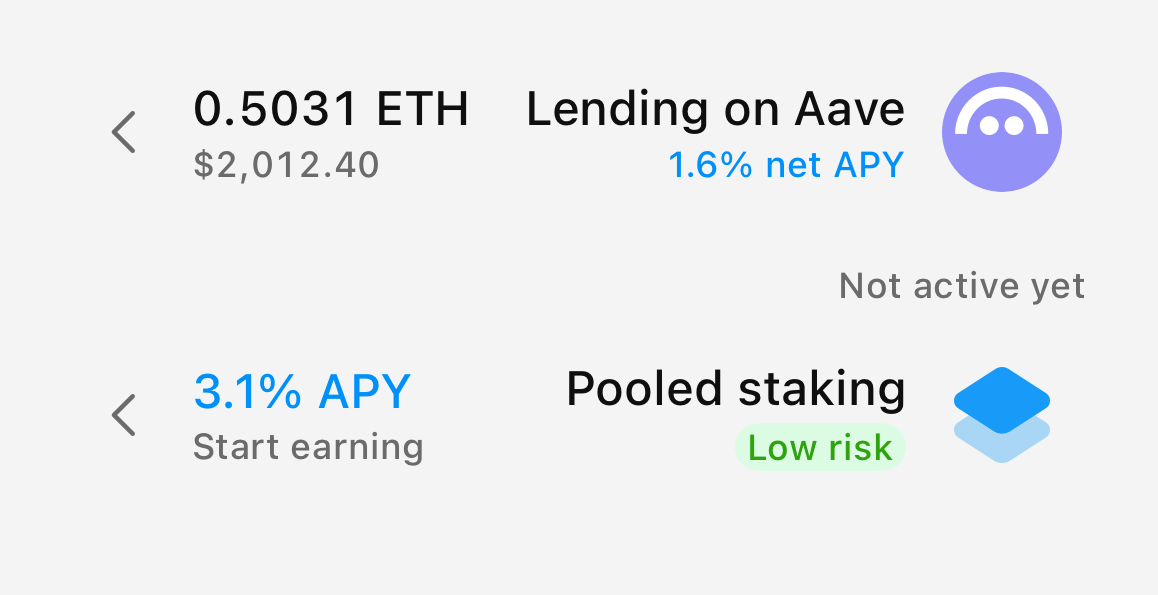 Lending on Aave
0.5031 ETH
1.6% net APY
$2,012.40
Not active yet
Pooled staking
3.1% APY
Low risk
Start earning